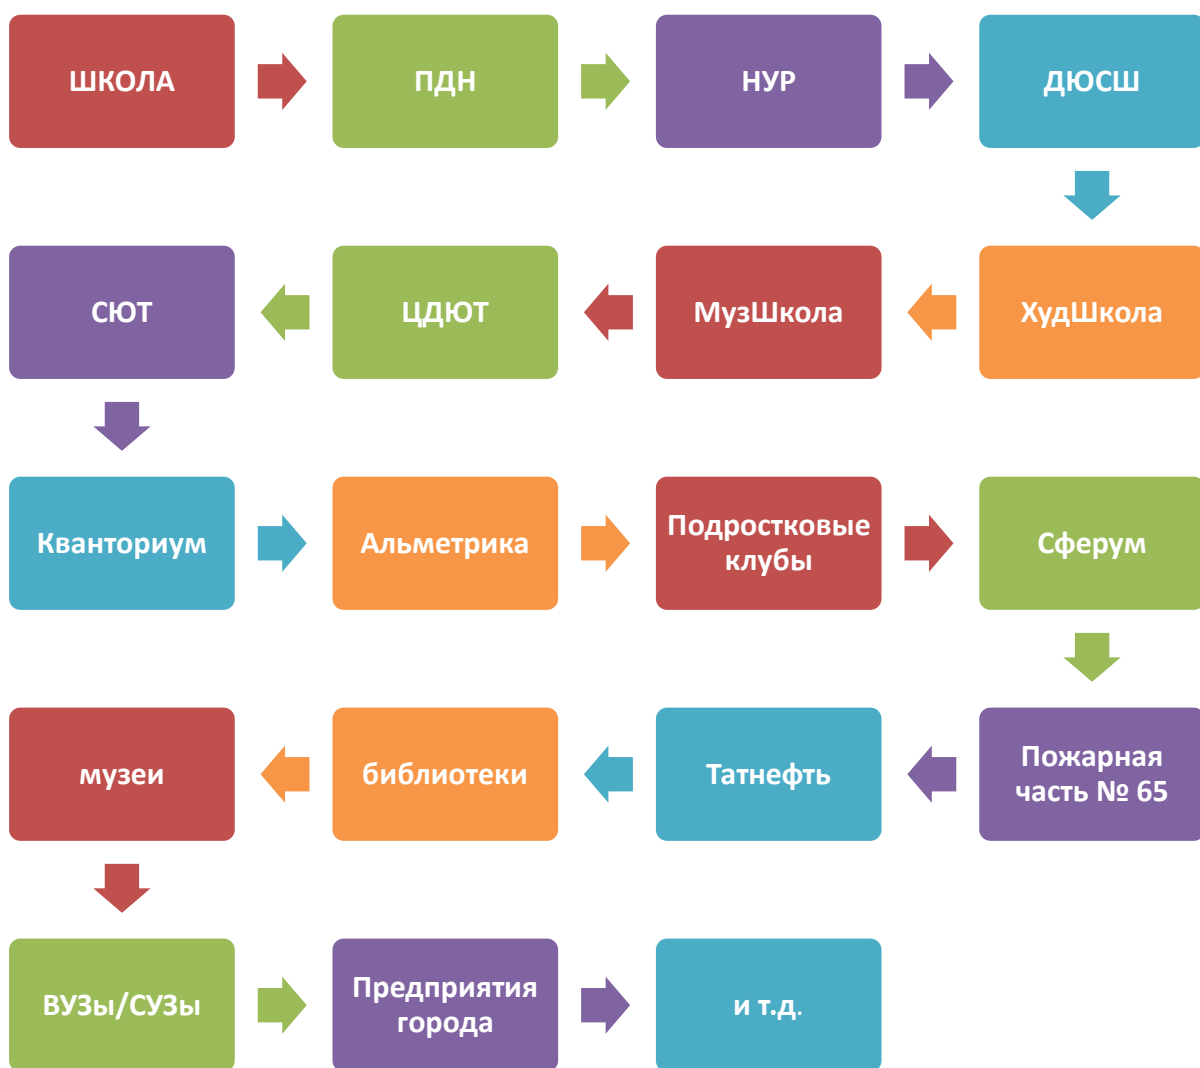 ШКОЛА
ПДН
НУР
ДЮСШ
ХудШкола
МузШкола
ЦДЮТ
СЮТ
Кванториум
Альметрика
Подростковые
клубы
Сферум
Пожарная
часть № 65
Татнефть
библиотеки
музеи
ВУЗы/СУЗы
Предприятия
города
и т.д.